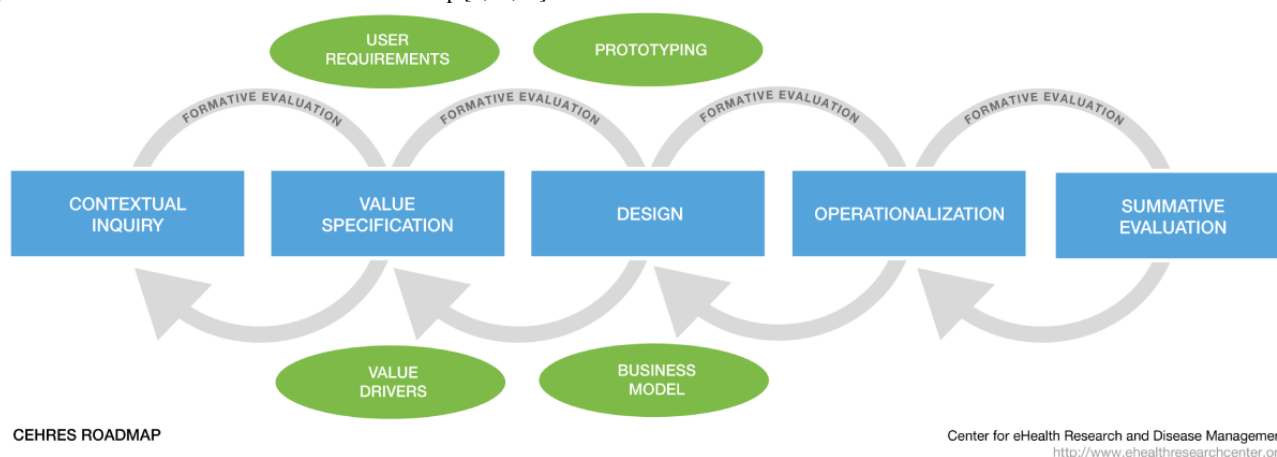 USER
REQUIREMENTS
PROTOTYPING
FORMATIVE EVALUATION
FORMATIVE EVALUATION
FORMATIVE EVALUATION
FORMATIVE EVALUATION
CONTEXTUAL
INQUIRY
VALUE
SPECIFICATION
DESIGN
OPERATIONALIZATION
SUMMATIVE
EVALUATION
VALUE
DRIVERS
BUSINESS
MODEL
CEHRES ROADMAP
Center for eHealth Research and Disease Managemen
http://www.ehealthresearchcenter.or